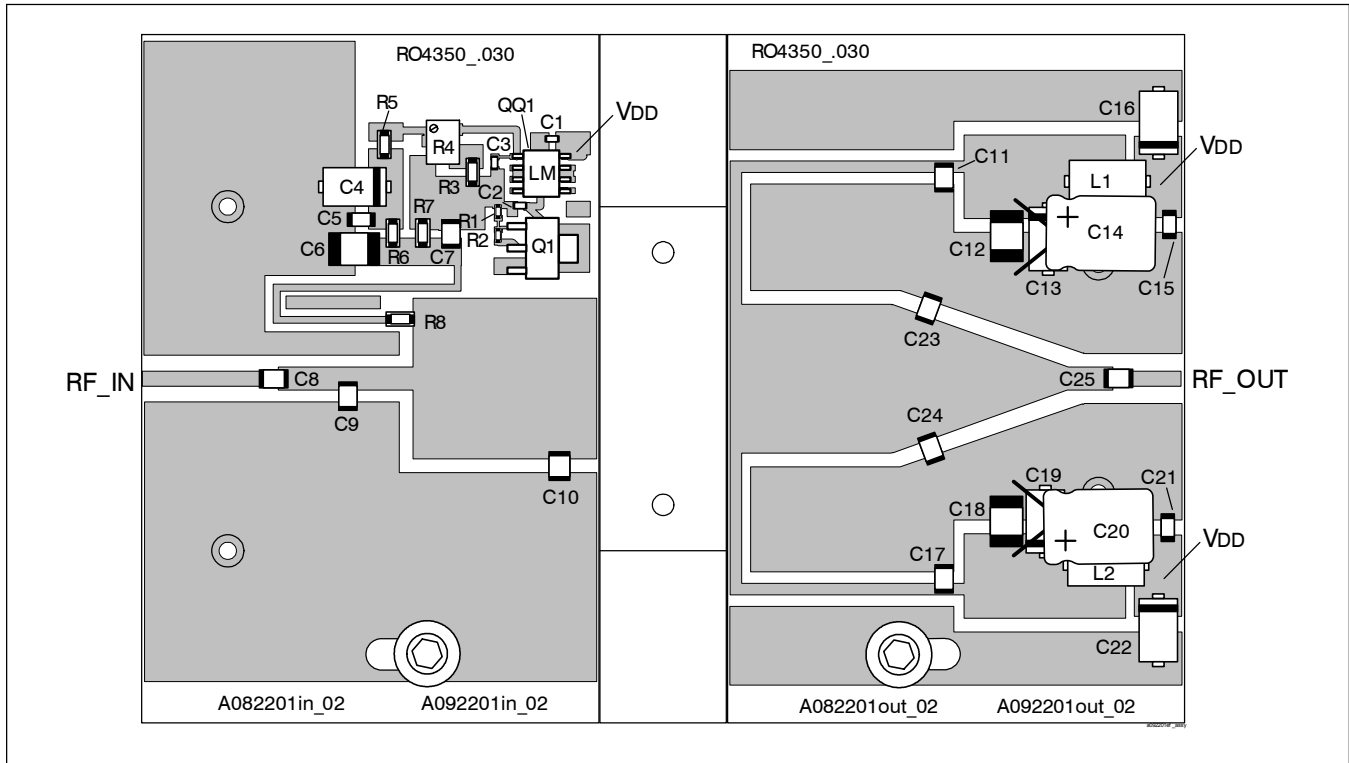 RO4350_.030
RO4350_.030
R5
QQ1
C1
VDD
R4
C3
LM
R3
C4
C2
C5
R7
R1
R2
C6
R6
C7
Q1
R8
RF_IN
C8
C9
C10
A082201in_02
A092201in_02
C16
C11
VDD
L1
C12
C14
C13
C15
C23
C25
RF_OUT
C24
C19
C21
C18
C20
VDD
C17
L2
C22
A082201out_02
A092201out_02